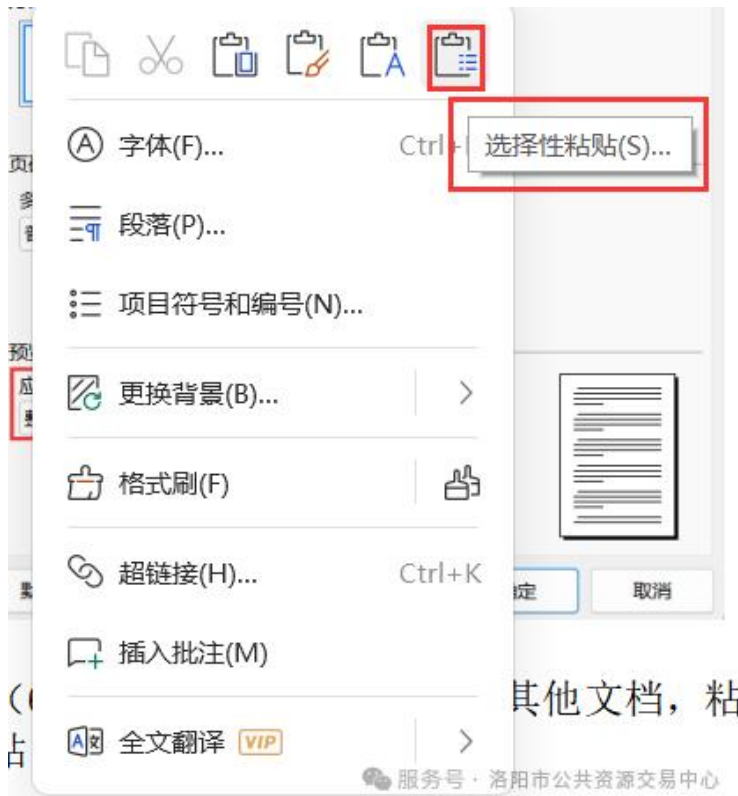 字体(F)...
Ctrl+
选择性粘贴(S)...
段落(P)...
项目符号和编号(N)...
更换背景(B)...
格式刷(F)
超链接(H)...
Ctrl+K
定
取消
插入批注(M)
其他文档，粘
全文翻译 VIP
服务号 · 洛阳市公共资源交易中心